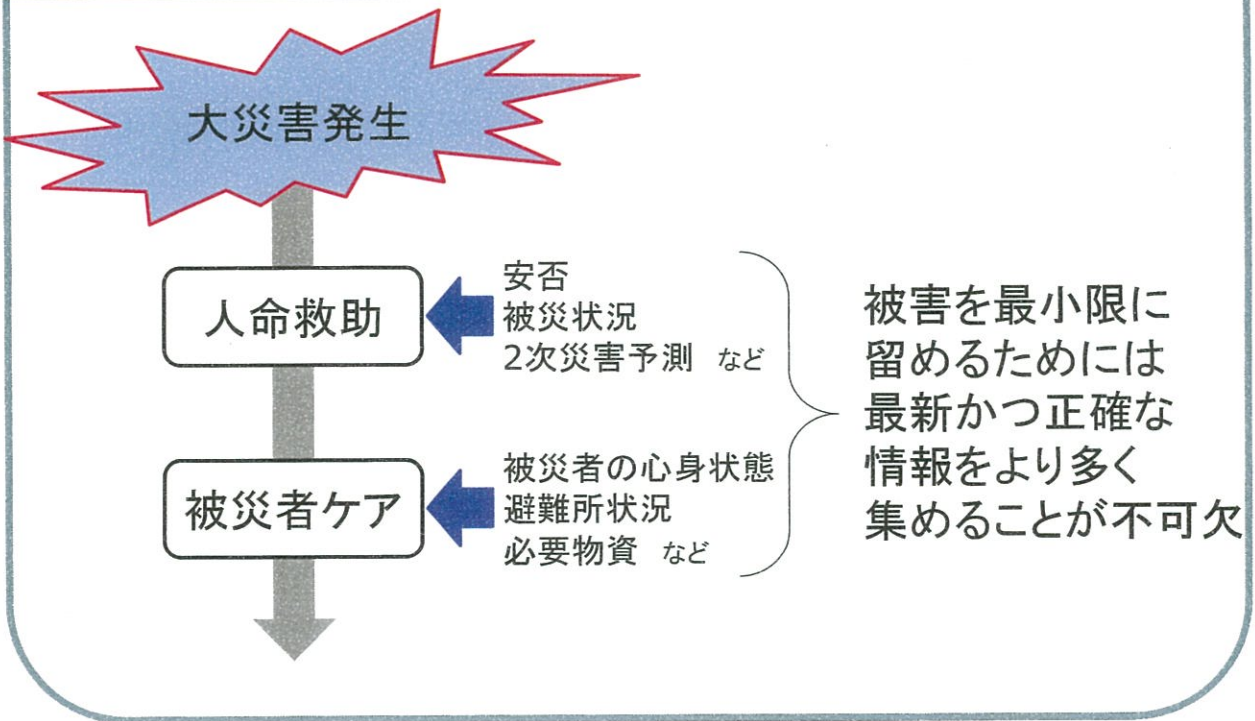 大災害発生
人命救助
安否
被災状況
2次災害予測 など
被災者ケア
被災者の心身状態
避難所状況
必要物資 など
被害を最小限に
留めるためには
最新かつ正確な
情報をより多く
集めることが不可欠